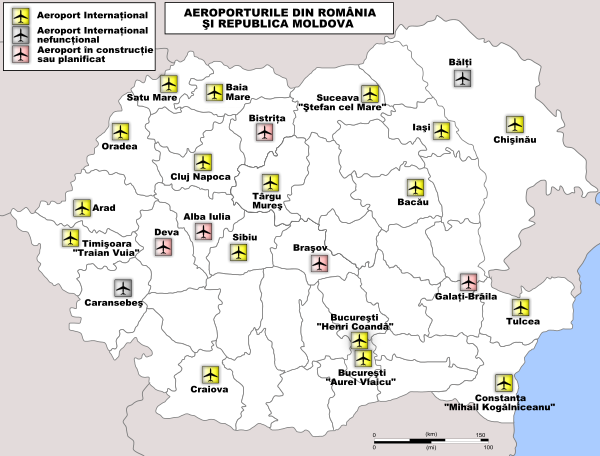 AEROPORTURILE DIN ROMÂNIA
ŞI REPUBLICA MOLDOVA
Aeroport Internaţional
Aeroport Internaţional
nefuncţional
Aeroport în construcţie
sau planificat
Bălţi
Satu Mare
Baia
Mare
Suceava
"Ştefan cel Mare"
Bistriţa
Iaşi
Chişinău
Oradea
Cluj Napoca
Târgu
Mureş
Bacău
Arad
Alba Iulia
Timişoara
"Traian Vuia"
Deva
Sibiu
Braşov
Caransebeş
Galaţi-Brăila
Tulcea
Bucureşti
"Henri Coandă"
Bucureşti
"Aurel Vlaicu"
Craiova
Constanţa
"Mihail Kogălniceanu"
0 (km) 150
0 (mi) 100